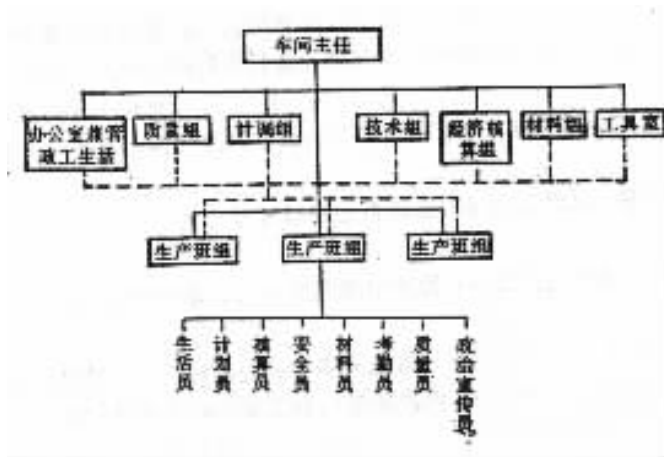 车间主任
办公室兼管
政工生活
质量组
计调组
技术组
经济核
算组
材料组
工具室
生产班组
生产班组
生产班组
生活员
计划员
核算员
安全员
材料员
考勤员
质量员
政治宣传员